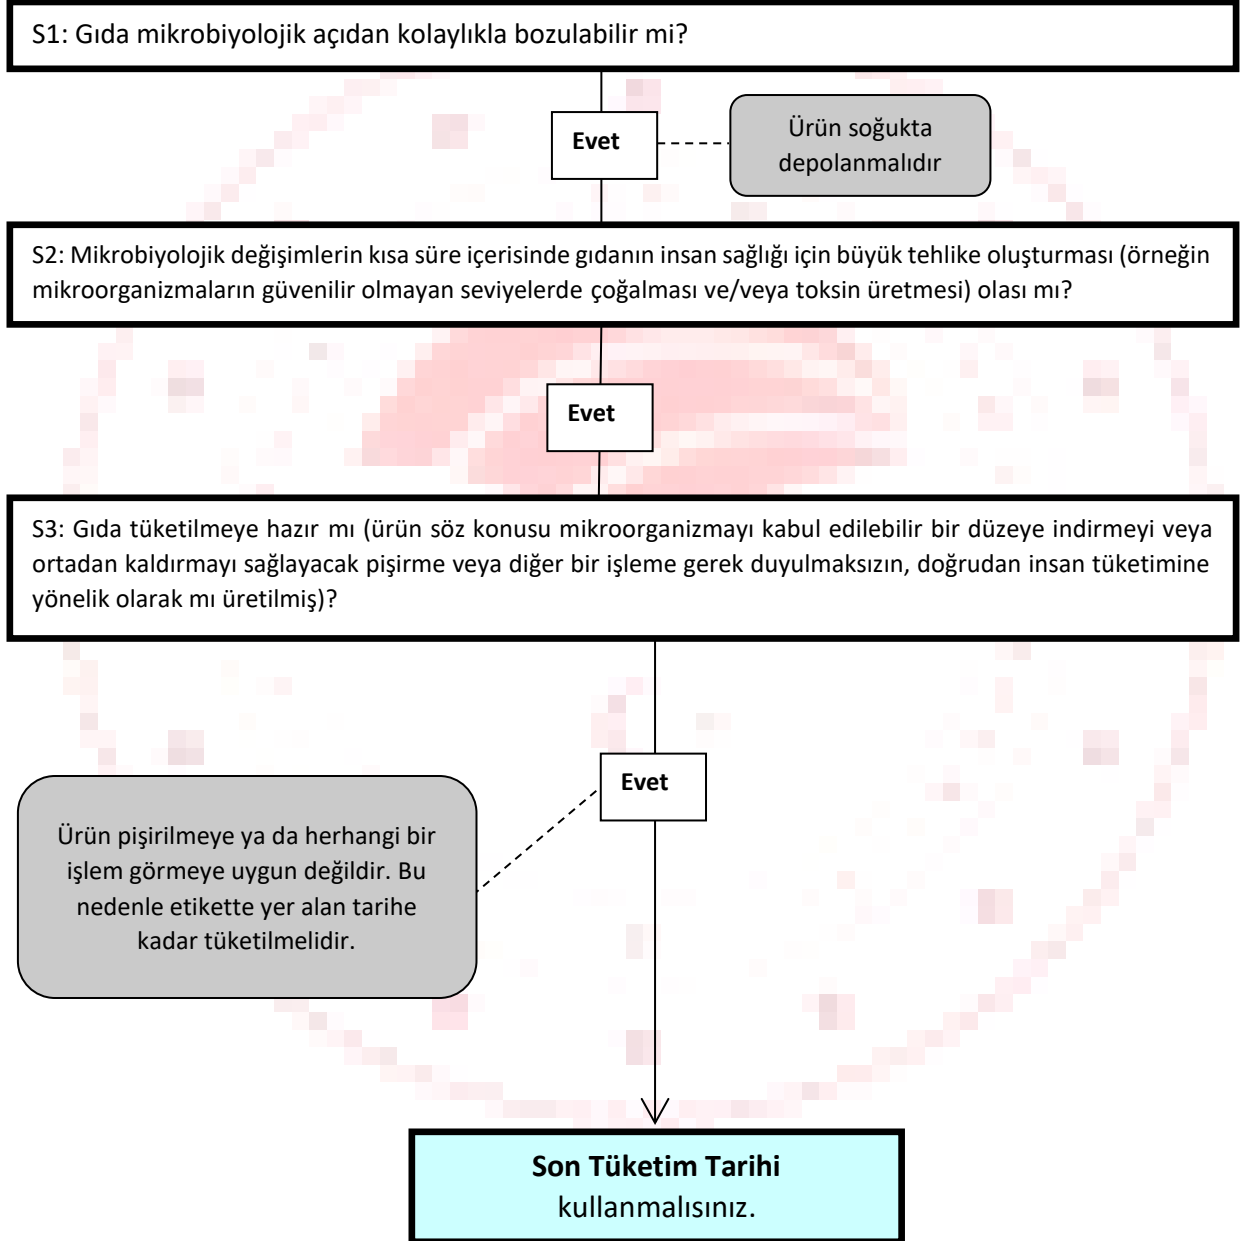 S1: Gıda mikrobiyolojik açıdan kolaylıkla bozulabilir mi?
Evet
Ürün soğukta
depolanmalıdır
S2: Mikrobiyolojik değişimlerin kısa süre içerisinde gıdanın insan sağlığı için büyük tehlike oluşturması (örneğin
mikroorganizmaların güvenilir olmayan seviyelerde çoğalması ve/veya toksin üretmesi) olası mı?
Evet
S3: Gıda tüketilmeye hazır mı (ürün söz konusu mikroorganizmayı kabul edilebilir bir düzeye indirmeyi veya
ortadan kaldırmayı sağlayacak pişirme veya diğer bir işleme gerek duyulmaksızın, doğrudan insan tüketimine
yönelik olarak mı üretilmiş)?
Evet
Ürün pişirilmeye ya da herhangi bir
işlem görmeye uygun değildir. Bu
nedenle etikette yer alan tarihe
kadar tüketilmelidir.
Son Tüketim Tarihi
kullanmalısınız.